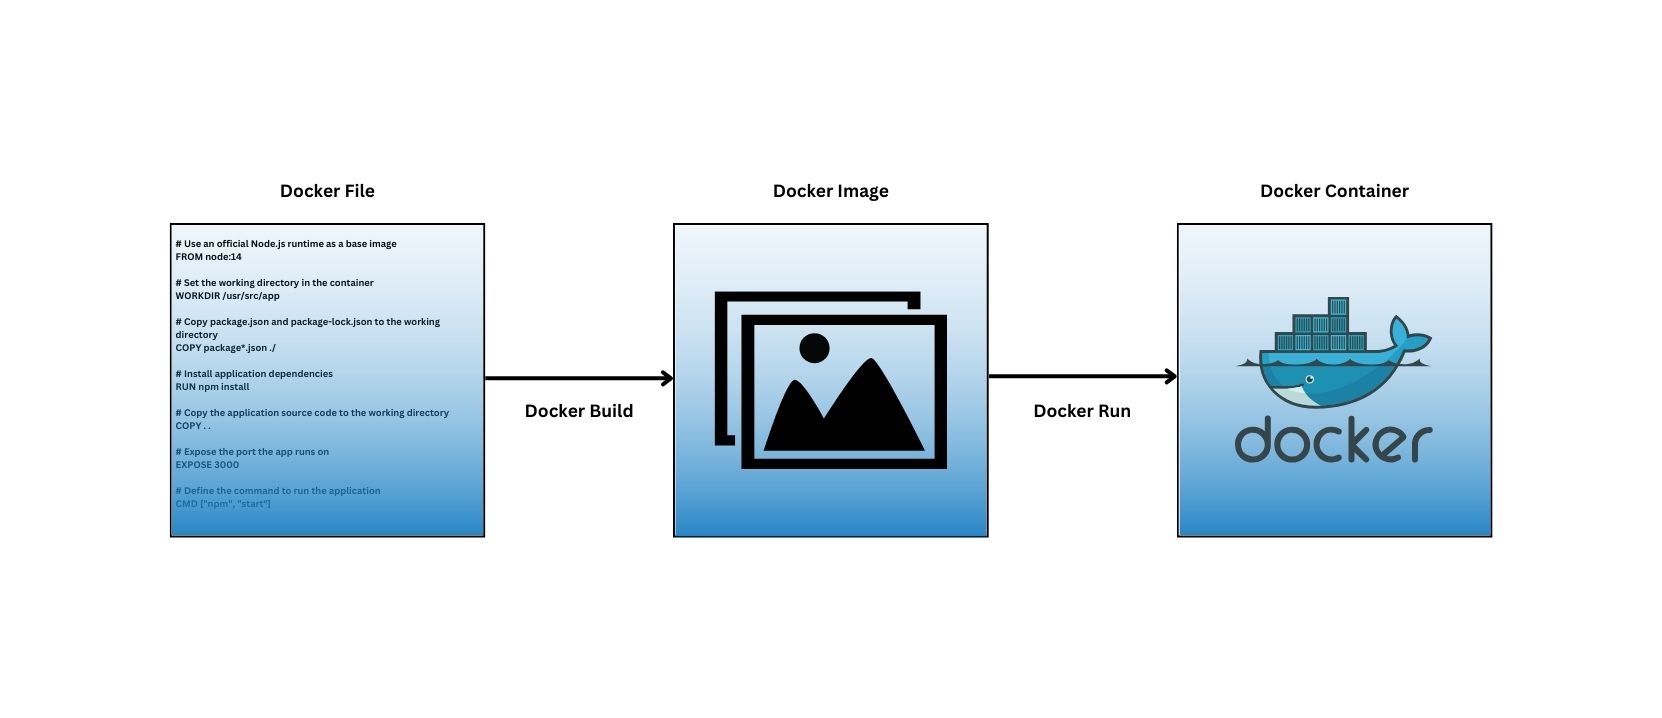 Docker File
Docker Image
Docker Container
# Use an official Node.js runtime as a base image
FROM node:14
# Set the working directory in the container
WORKDIR /usr/src/app
# Copy package.json and package-lock.json to the working
directory
COPY package*.json ./
# Install application dependencies
RUN npm install
# Copy the application source code to the working directory
COPY . .
# Expose the port the app runs on
EXPOSE 3000
# Define the command to run the application
CMD ["npm", "start"]
Docker Build
Docker Run
docker